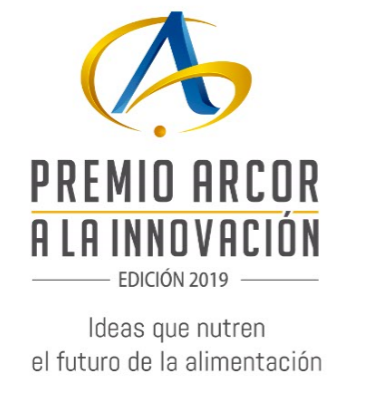 PREMIO ARCOR
A LA INNOVACIÓN
EDICIÓN 2019
Ideas que nutren
el futuro de la alimentación